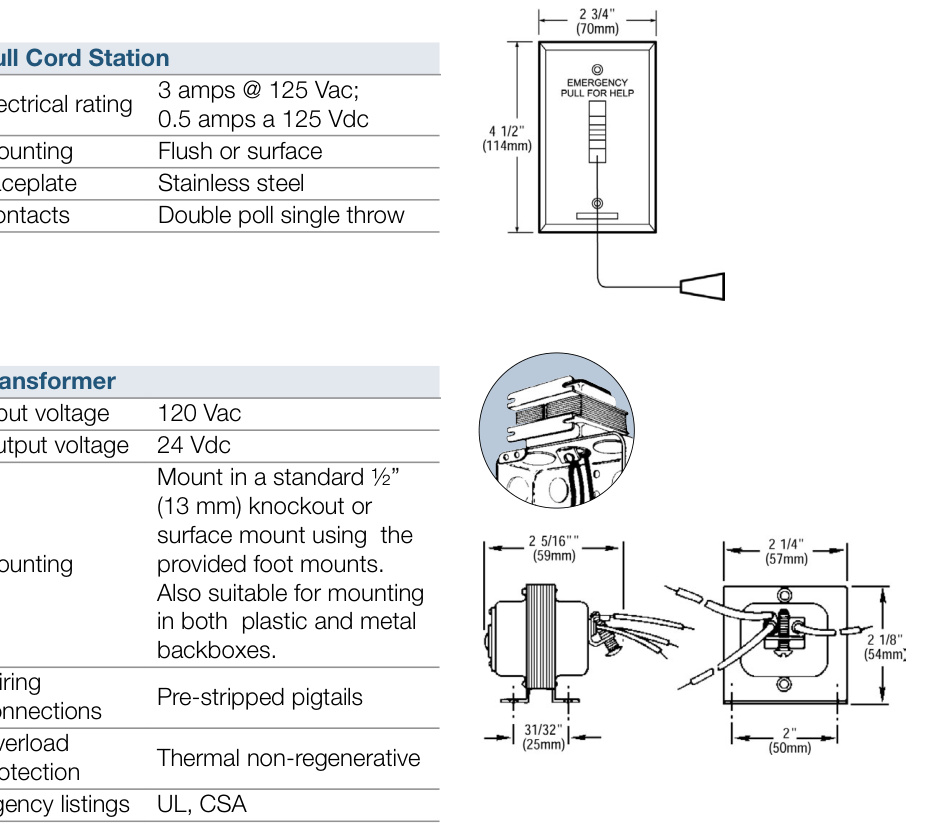 ull Cord Station
ectrical rating
3 amps @ 125 Vac;
0.5 amps a 125 Vdc
ounting
Flush or surface
ceplate
Stainless steel
ontacts
Double poll single throw
2 3/4"
(70mm)
EMERGENCY
PULL FOR HELP
4 1/2"
(114mm)
ansformer
out voltage
120 Vac
utput voltage
24 Vdc
ounting
Mount in a standard ½”
(13 mm) knockout or
surface mount using the
provided foot mounts.
Also suitable for mounting
in both plastic and metal
backboxes.
iring
onnections
Pre-stripped pigtails
verload
otection
Thermal non-regenerative
gency listings
UL, CSA
2 5/16""
(59mm)
31/32"
(25mm)
2 1/4"
(57mm)
2 1/8"
(54mm)
2"
(50mm)